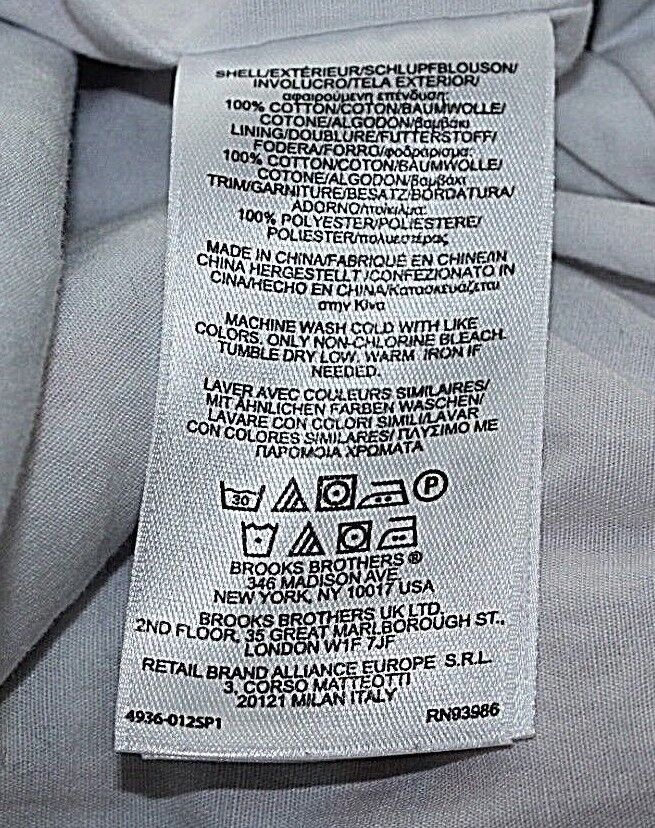 SHELL/EXTÉRIEUR/SCHLUPFBLOUSON/
INVOLUCRO/TELA EXTERIOR/
αφαιρούμενη επένδυση:
100% COTTON/COTON/BAUMWOLLE/
COTONE/ALGODON/βαμβάκι
LINING/DOUBLURE/FUTTERSTOFF/
FODERA/FORRO/φοδράρισμα:
100% COTTON/COTON/BAUMWOLLE/
COTONE/ALGODON/βαμβάκι
TRIM/GARNITURE/BESATZ/BORDATURA/
ADORNO/ποίκιλμα:
100% POLYESTER/POLIESTERE/
POLIESTER/πολυεστέρας
MADE IN CHINA/FABRIQUÉ EN CHINE/IN
CHINA HERGESTELLT /CONFEZIONATO IN
CINA/HECHO EN CHINA/Κατασκευάζεται
στην Κίνα
MACHINE WASH COLD WITH LIKE
COLORS. ONLY NON-CHLORINE BLEACH.
TUMBLE DRY LOW. WARM IRON IF
NEEDED.
LAVER AVEC COULEURS SIMILAIRES/
MIT ÄHNLICHEN FARBEN WASCHEN/
LAVARE CON COLORI SIMILI/LAVAR
CON COLORES SIMILARES/ ΠΛΥΣΙΜΟ ΜΕ
ΠΑΡΟΜΟΙΑ ΧΡΩΜΑΤΑ
30 P
BROOKS BROTHERS ®
346 MADISON AVE
NEW YORK, NY 10017 USA
BROOKS BROTHERS UK LTD.
2ND FLOOR, 35 GREAT MARLBOROUGH ST.,
LONDON W1F 7JF
RETAIL BRAND ALLIANCE EUROPE S.R.L.
3, CORSO MATTEOTTI
20121 MILAN ITALY
4936-012SP1 RN93986